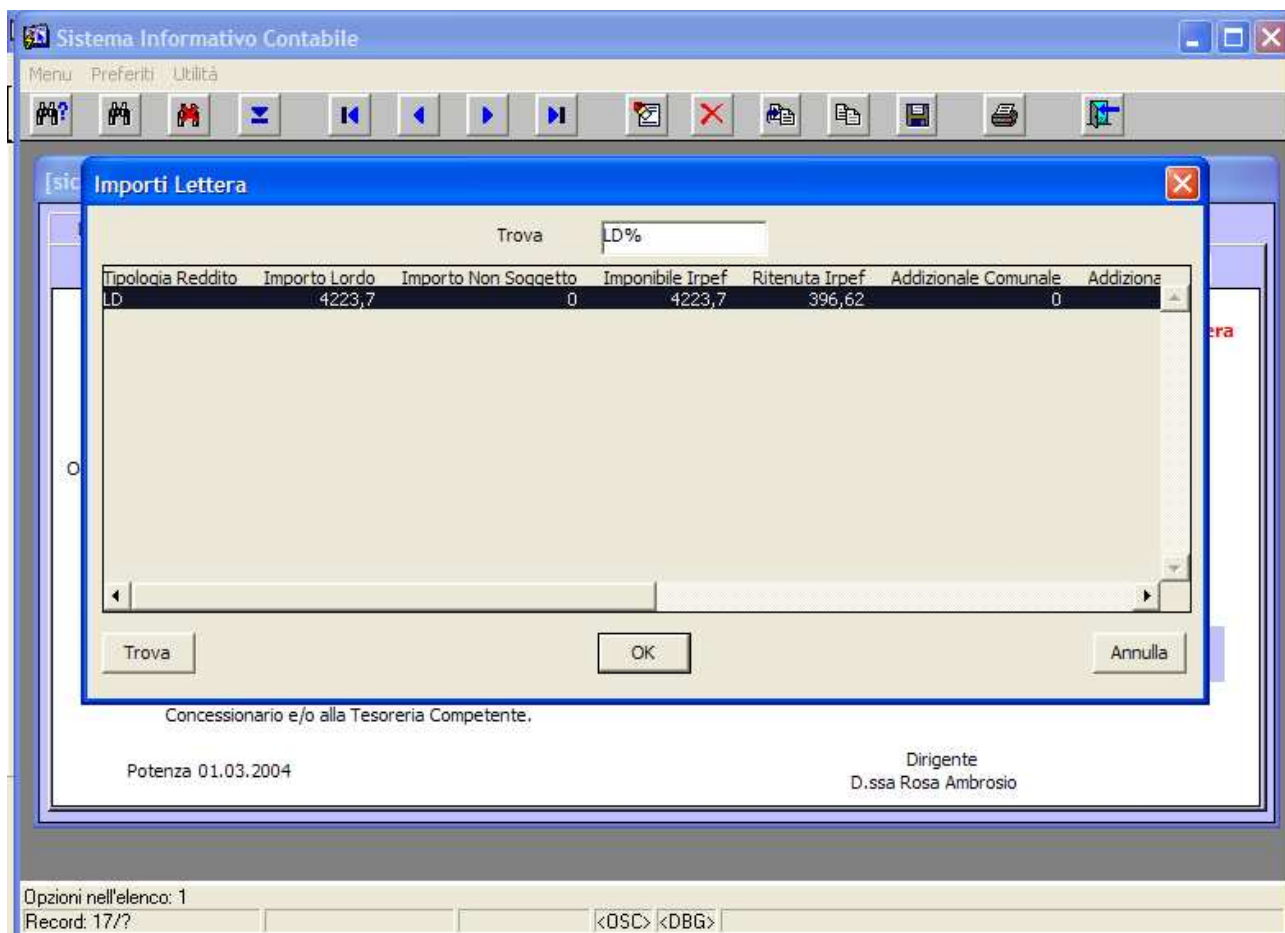 Sistema Informativo Contabile
Menu Preferiti Utilità
[sic
Importi Lettera
Trova LD%
Tipologia Reddito Importo Lordo Importo Non Soggetto Imponibile Irpef Ritenuta Irpef Addizionale Comunale Addiziona
LD 4223,7 0 4223,7 396,62 0
era
O
Trova OK Annulla
Concessionario e/o alla Tesoreria Competente.
Potenza 01.03.2004
Dirigente
D.ssa Rosa Ambrosio
Opzioni nell'elenco: 1
Record: 17/? <OSC> <DBG>